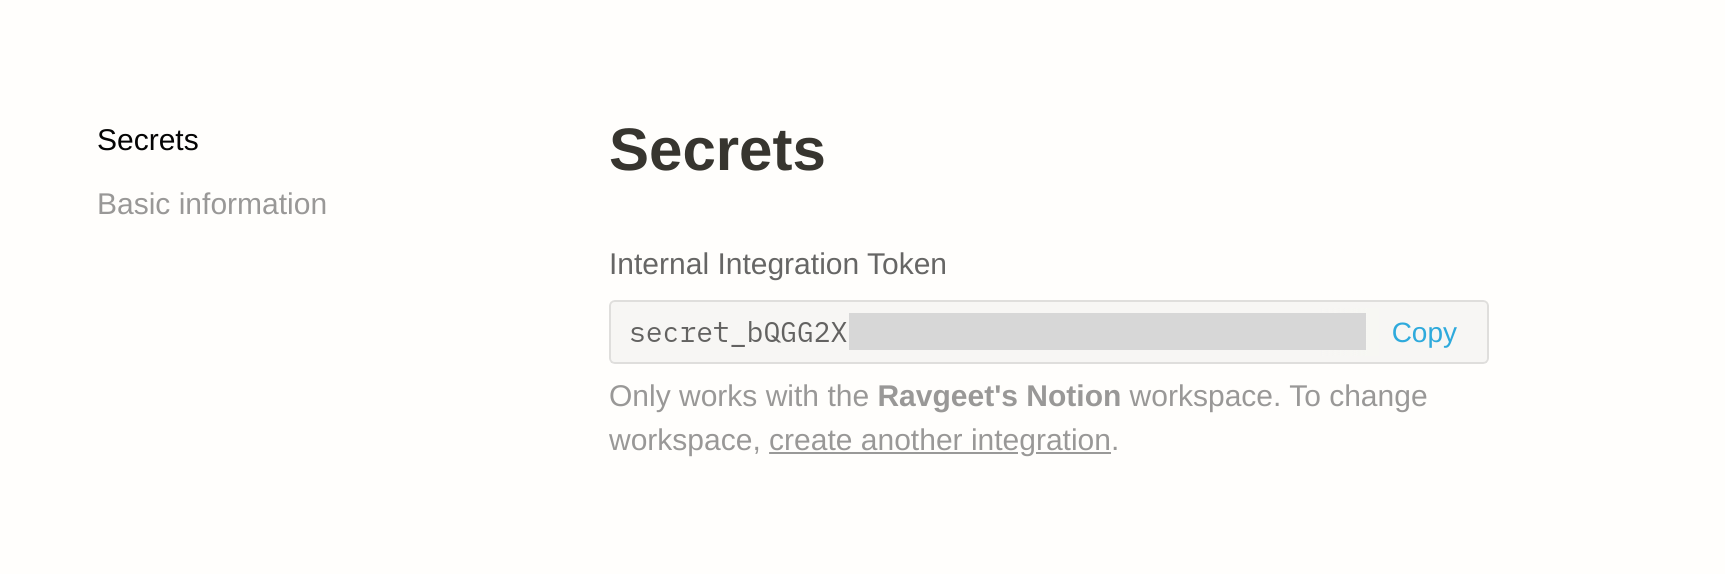 Secrets
Basic information
Secrets
Internal Integration Token
secret_bQGG2X
Copy
Only works with the Ravgeet's Notion workspace. To change
workspace, create another integration.